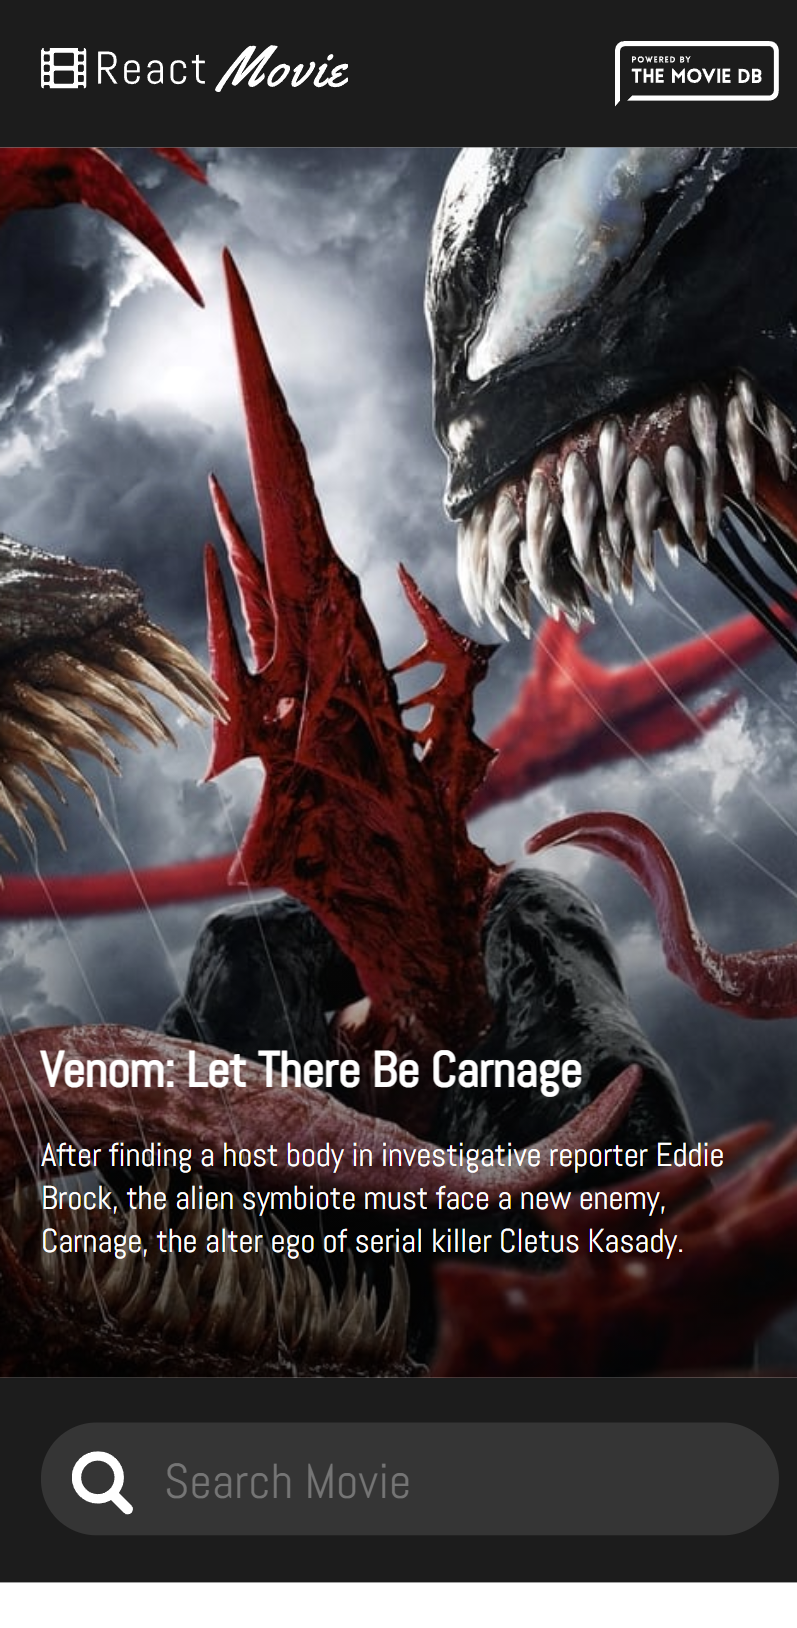 React Movie
POWERED BY
THE MOVIE DB
Venom: Let There Be Carnage
After finding a host body in investigative reporter Eddie
Brock, the alien symbiote must face a new enemy,
Carnage, the alter ego of serial killer Cletus Kasady.
Search Movie